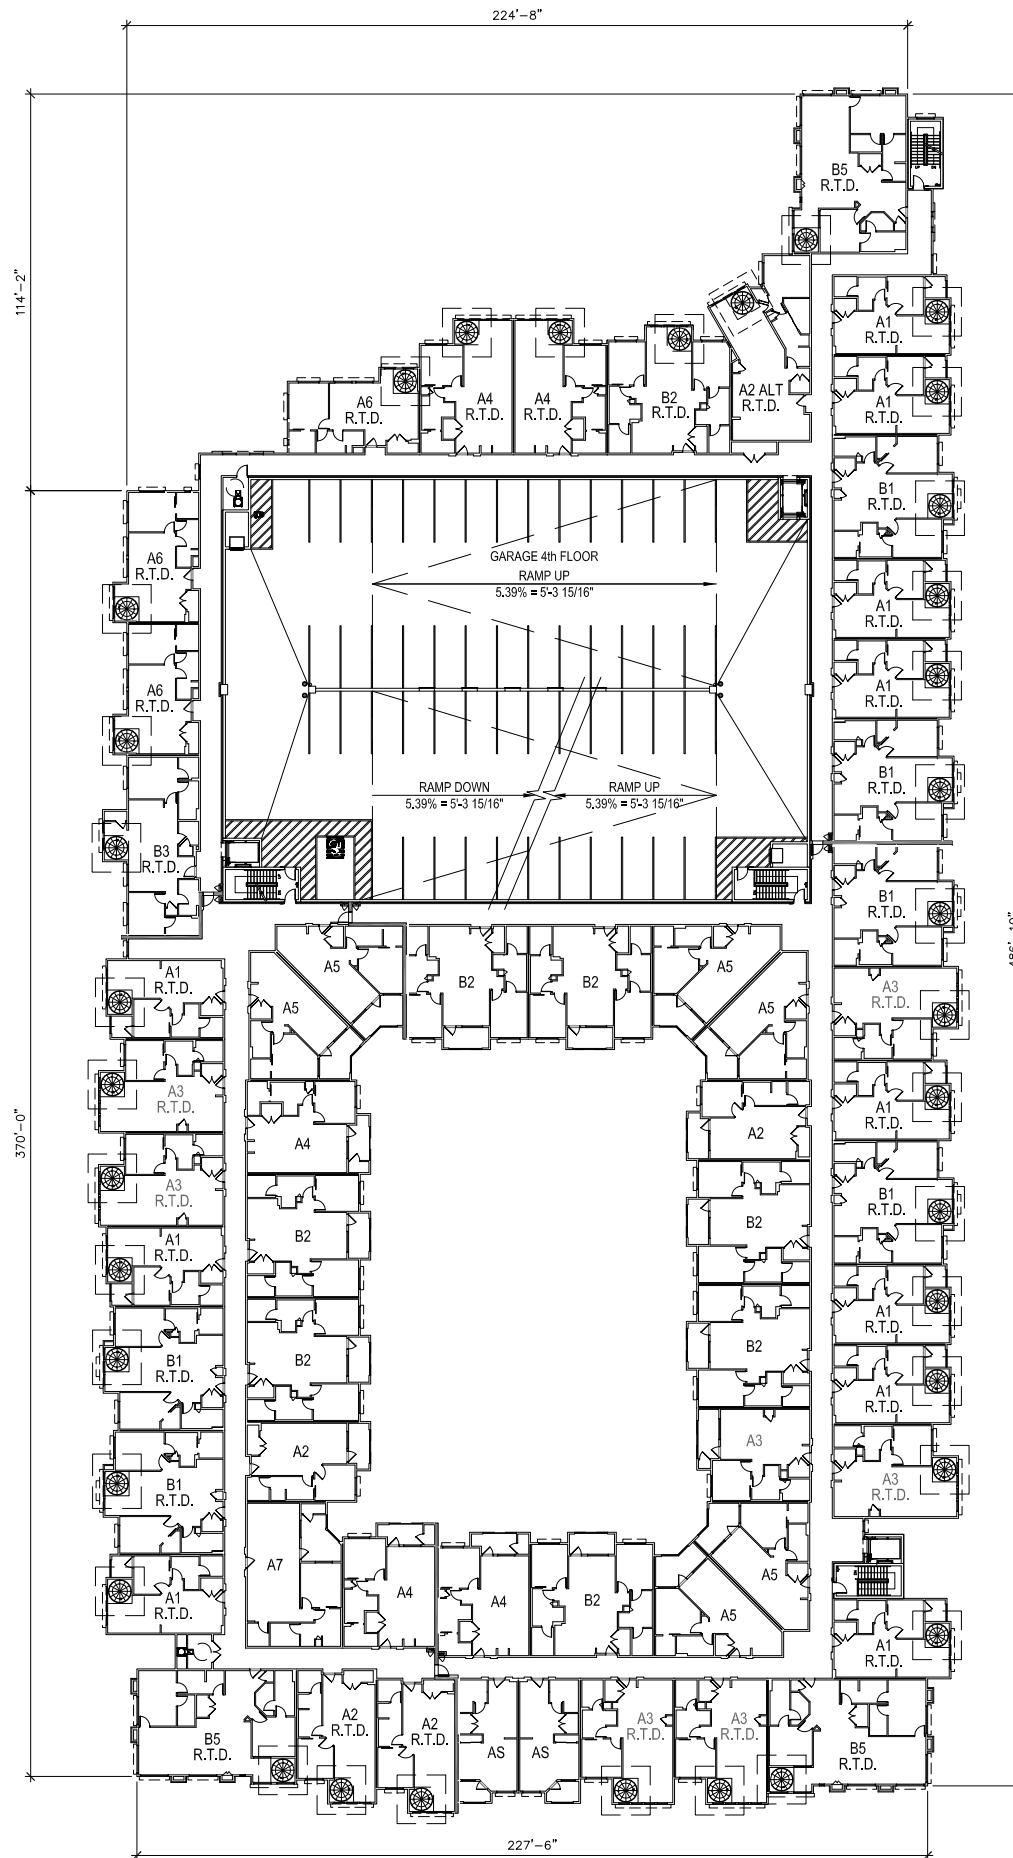 224'-8"
B5
R.T.D.
114'-2"
A1
R.T.D.
A2 ALT
R.T.D.
A6
R.T.D.
A4
R.T.D.
A4
R.T.D.
B2
R.T.D.
A1
R.T.D.
B1
R.T.D.
GARAGE 4th FLOOR
RAMP UP
5.39% = 5'-3 15/16"
A6
R.T.D.
A1
R.T.D.
A6
R.T.D.
A1
R.T.D.
RAMP DOWN
5.39% = 5'-3 15/16"
RAMP UP
5.39% = 5'-3 15/16"
B1
R.T.D.
B3
R.T.D.
B1
R.T.D.
486'-10"
A1
R.T.D.
A5
B2
B2
A5
A3
R.T.D.
A5
A5
A3
R.T.D.
A1
R.T.D.
370'-0"
A4
A2
A3
R.T.D.
B2
B2
B1
R.T.D.
A1
R.T.D.
A1
R.T.D.
B1
R.T.D.
B2
B2
A1
R.T.D.
A2
A3
A3
R.T.D.
B1
R.T.D.
A7
A4
A4
B2
A5
A5
A1
R.T.D.
A1
R.T.D.
B5
R.T.D.
A2
R.T.D.
A2
R.T.D.
AS
AS
A3
R.T.D.
A3
R.T.D.
B5
R.T.D.
227'-6"